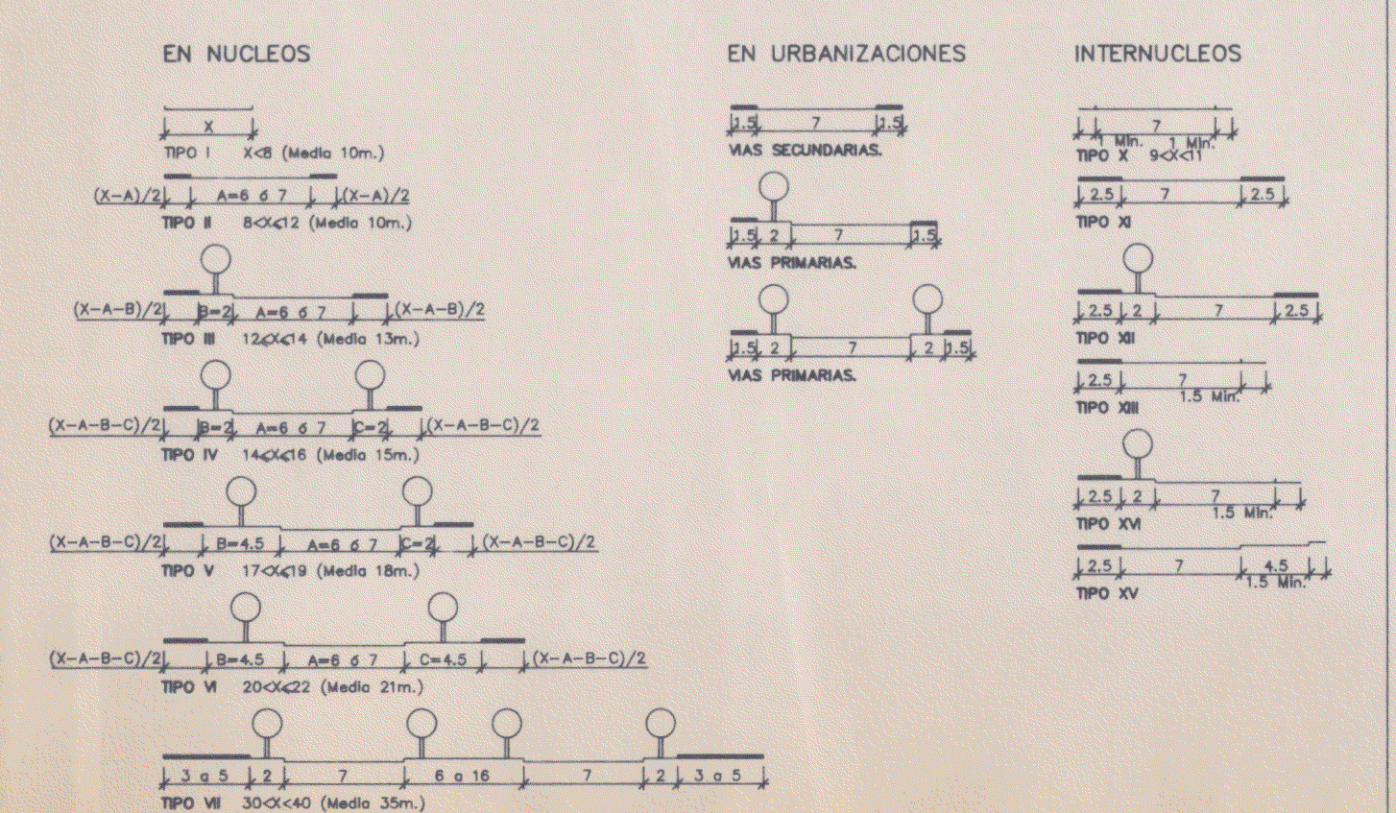 EN NUCLEOS
X
TIPO I X<8 (Media 10m.)
(X-A)/2 A=6 ó 7 (X-A)/2
TIPO II 8<X⩽12 (Media 10m.)
(X-A-B)/2 B=2 A=6 ó 7 (X-A-B)/2
TIPO III 12⩽X⩽14 (Media 13m.)
(X-A-B-C)/2 B=2 A=6 ó 7 C=2 (X-A-B-C)/2
TIPO IV 14⩽X⩽16 (Media 15m.)
(X-A-B-C)/2 B=4.5 A=6 ó 7 C=2 (X-A-B-C)/2
TIPO V 17<X⩽19 (Media 18m.)
(X-A-B-C)/2 B=4.5 A=6 ó 7 C=4.5 (X-A-B-C)/2
TIPO VI 20<X⩽22 (Media 21m.)
3 a 5 2 7 6 a 16 7 2 3 a 5
TIPO VII 30<X<40 (Media 35m.)
EN URBANIZACIONES
1.5 7 1.5
VIAS SECUNDARIAS.
1.5 2 7 1.5
VIAS PRIMARIAS.
1.5 2 7 2 1.5
VIAS PRIMARIAS.
INTERNUCLEOS
7
1 Min. 1 Min.
TIPO X 9<X<11
2.5 7 2.5
TIPO XI
2.5 2 7 2.5
TIPO XII
2.5 7
1.5 Min.
TIPO XIII
2.5 2 7
1.5 Min.
TIPO XVI
2.5 7 4.5
1.5 Min.
TIPO XV